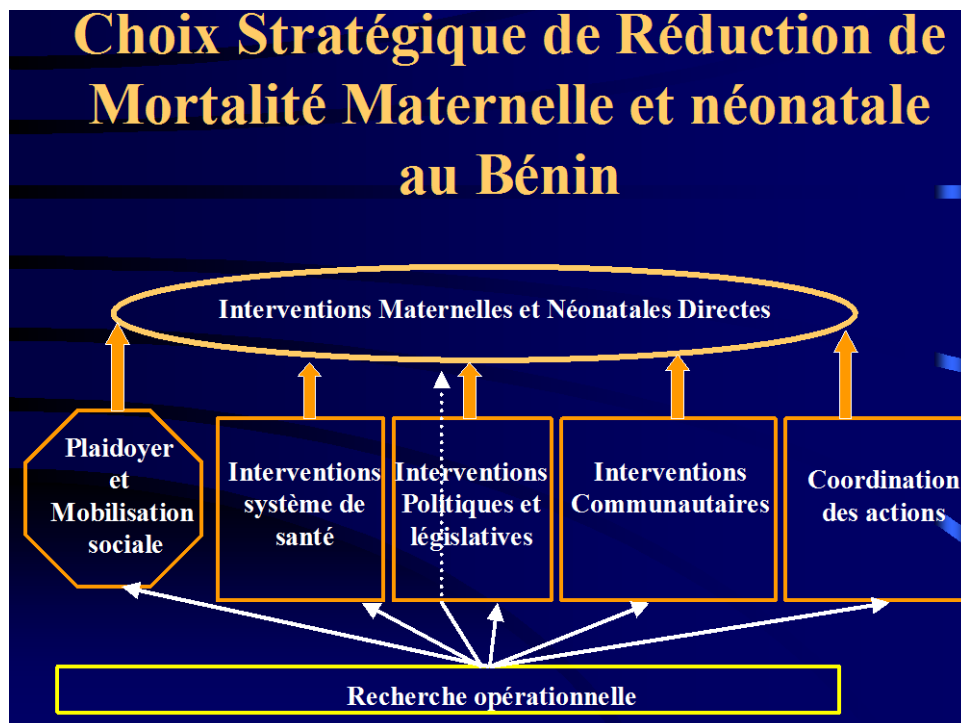 Choix Stratégique de Réduction de
Mortalité Maternelle et néonatale
au Bénin
Interventions Maternelles et Néonatales Directes
Plaidoyer
et
Mobilisation
sociale
Interventions
système de
santé
Interventions
Politiques et
législatives
Interventions
Communautaires
Coordination
des actions
Recherche opérationnelle